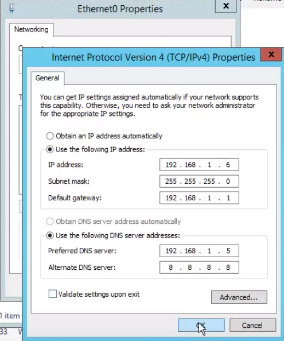 Ethernet0 Properties
x
Networking
Internet Protocol Version 4 (TCP/IPv4) Properties
x
General
You can get IP settings assigned automatically if your network supports
this capability. Otherwise, you need to ask your network administrator
for the appropriate IP settings.
Obtain an IP address automatically
Use the following IP address:
IP address:
192 . 168 . 1 . 6
Subnet mask:
255 . 255 . 255 . 0
Default gateway:
192 . 168 . 1 . 1
Obtain DNS server address automatically
Use the following DNS server addresses:
Preferred DNS server:
192 . 168 . 1 . 5
Alternate DNS server:
8 . 8 . 8 . 8
Validate settings upon exit
Advanced...
OK
Cancel
1 item
33